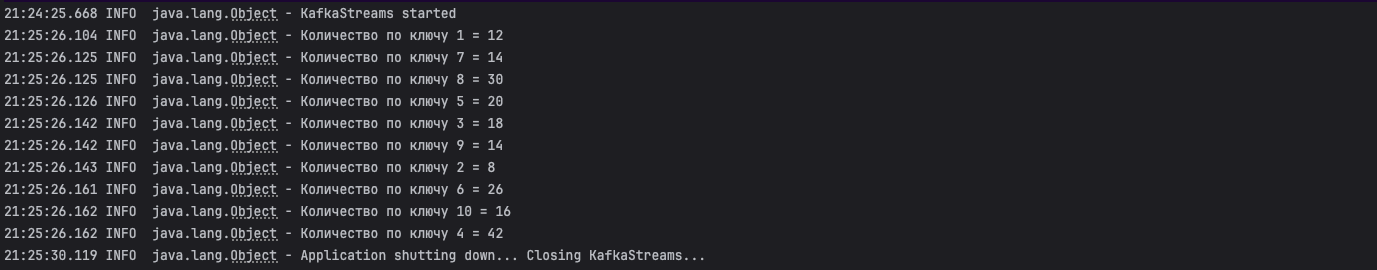 21:24:25.668 INFO  java.lang.Object - KafkaStreams started
21:25:26.104 INFO  java.lang.Object - Количество по ключу 1 = 12
21:25:26.125 INFO  java.lang.Object - Количество по ключу 7 = 14
21:25:26.125 INFO  java.lang.Object - Количество по ключу 8 = 30
21:25:26.126 INFO  java.lang.Object - Количество по ключу 5 = 20
21:25:26.142 INFO  java.lang.Object - Количество по ключу 3 = 18
21:25:26.142 INFO  java.lang.Object - Количество по ключу 9 = 14
21:25:26.143 INFO  java.lang.Object - Количество по ключу 2 = 8
21:25:26.161 INFO  java.lang.Object - Количество по ключу 6 = 26
21:25:26.162 INFO  java.lang.Object - Количество по ключу 10 = 16
21:25:26.162 INFO  java.lang.Object - Количество по ключу 4 = 42
21:25:30.119 INFO  java.lang.Object - Application shutting down... Closing KafkaStreams...